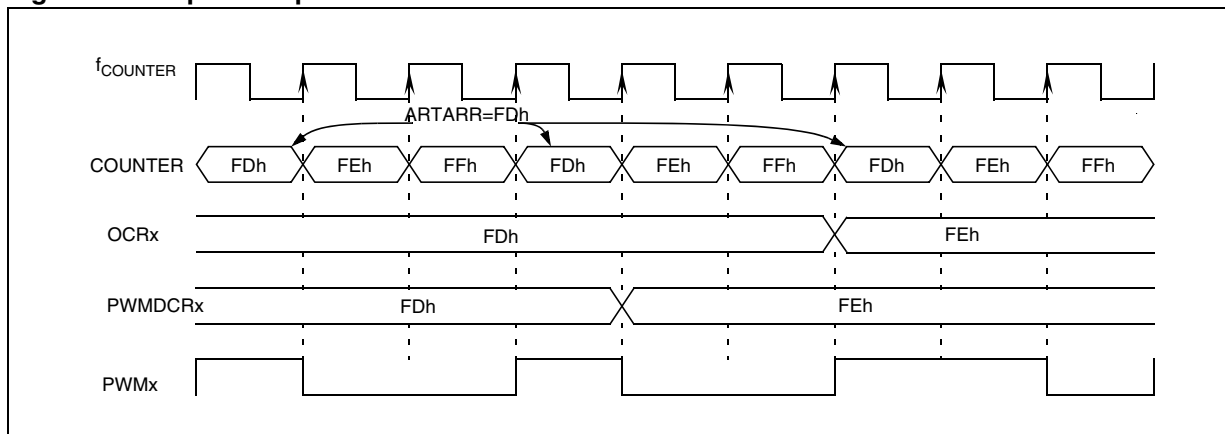 fCOUNTER
ARTARR=FDh
COUNTER FDh FEh FFh FDh FEh FFh FDh FEh FFh
OCRx FDh FEh
PWMDCRx FDh FEh
PWMx